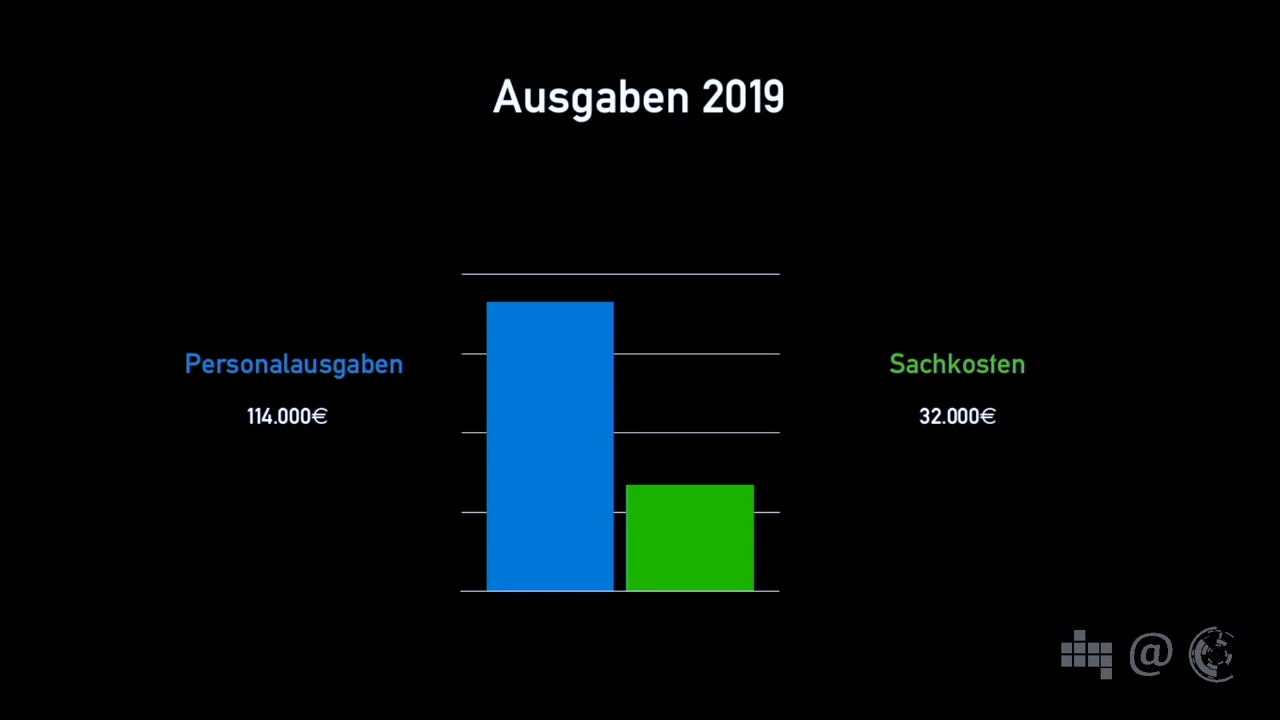 Ausgaben 2019
Personalausgaben
114.000€
Sachkosten
32.000€
@